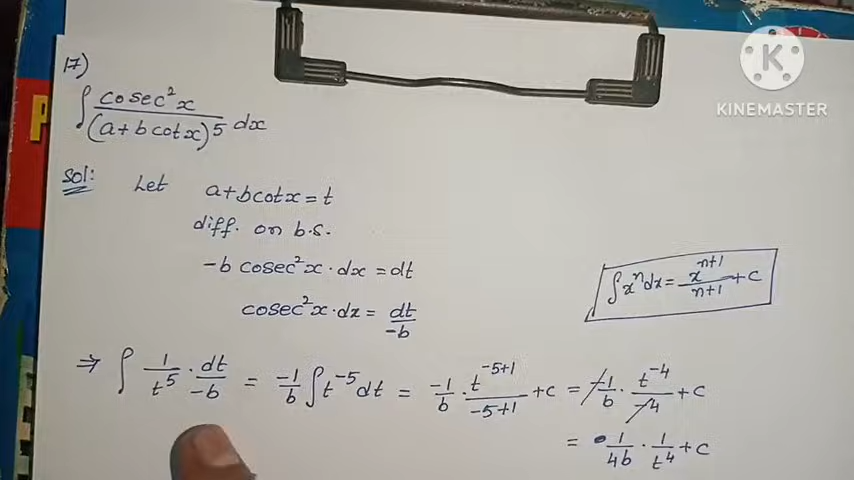 17)
∫ cosec²x / (a+b cotx)⁵ dx
Sol: Let a+bcotx = t
diff. on b.s.
-b cosec²x · dx = dt
cosec²x · dx = dt / -b
∫xⁿdx = xⁿ⁺¹ / n+1 + c
⇒ ∫ 1/t⁵ · dt/-b = -1/b ∫ t⁻⁵ dt = -1/b · t⁻⁵⁺¹ / -5+1 + c = -1/b · t⁻⁴ / -4 + c
= 1/4b · 1/t⁴ + c
K
KINEMASTER
P